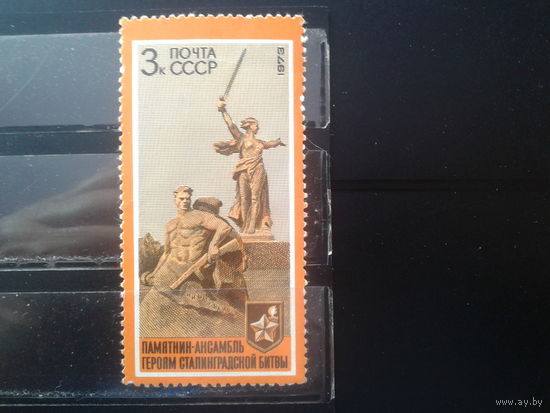 3к ПОЧТА
СССР
1973
ПАМЯТНИК-АНСАМБЛЬ
ГЕРОЯМ СТАЛИНГРАДСКОЙ БИТВЫ
www.ay.by